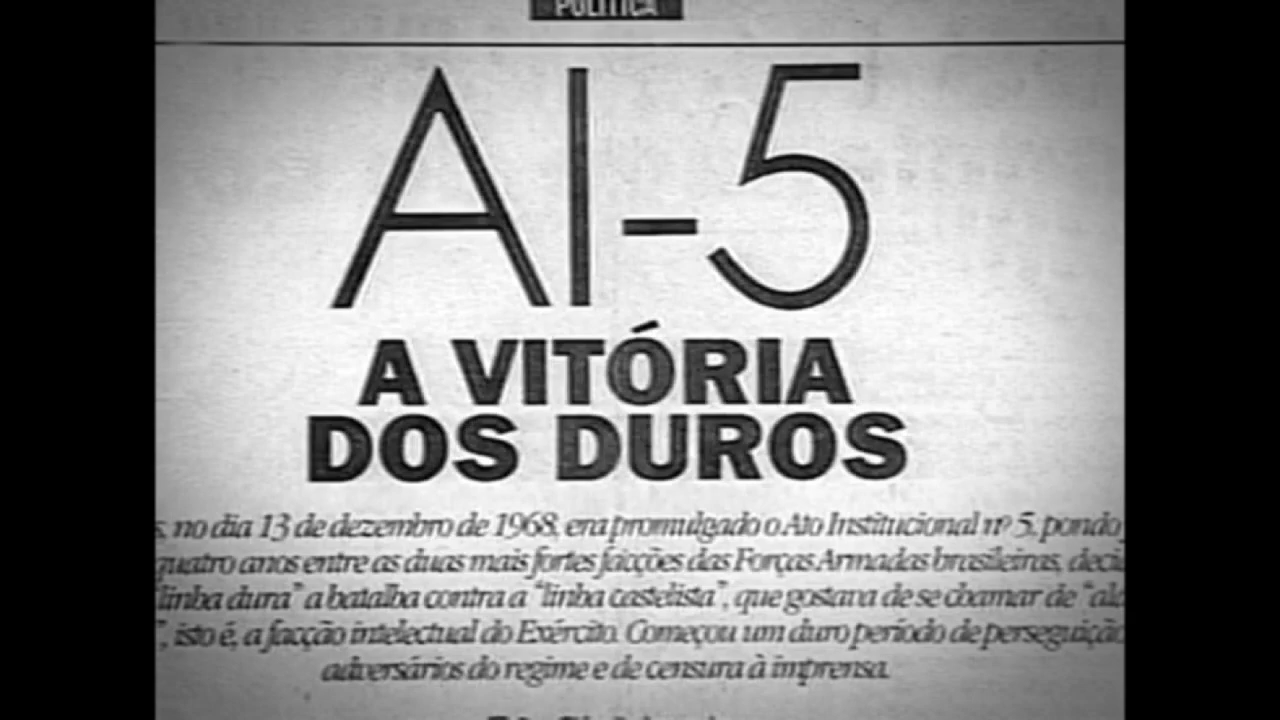 POLÍTICA
AI-5
A VITÓRIA
DOS DUROS
s, no dia 13 de dezembro de 1968, era promulgado o Ato Institucional nº 5, pondo
quatro anos entre as duas mais fortes facções das Forças Armadas brasileiras, deci
"linha dura" a batalha contra a "linha castelista", que gostava de se chamar de "
", isto é, a facção intelectual do Exército. Começou um duro período de perseguição
adversários do regime e de censura à imprensa.